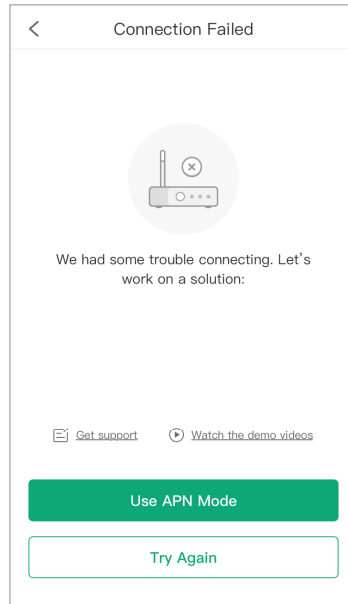 Connection Failed
We had some trouble connecting. Let's
work on a solution:
Get support Watch the demo videos
Use APN Mode
Try Again